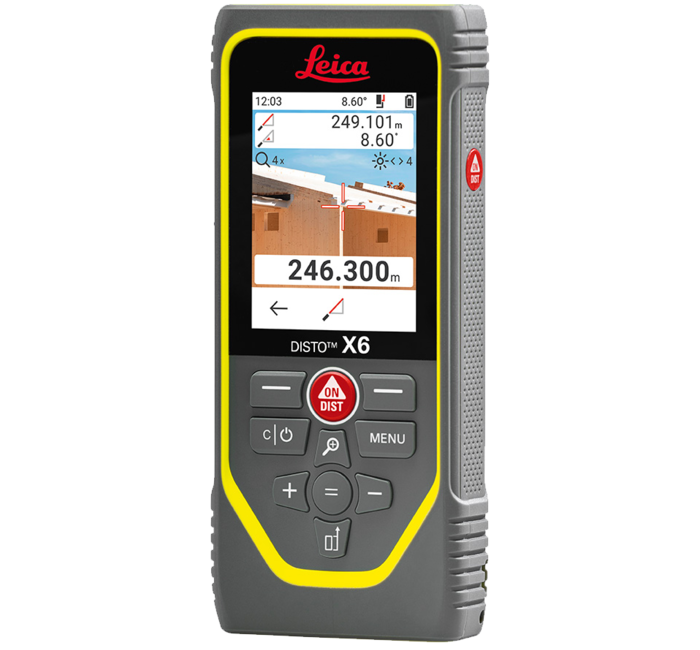 Leica
12:03 8.60°
249.101m
8.60°
4x 4
246.300m
DISTO™ X6
ON
DIST
ON
DIST
C MENU
+ = −